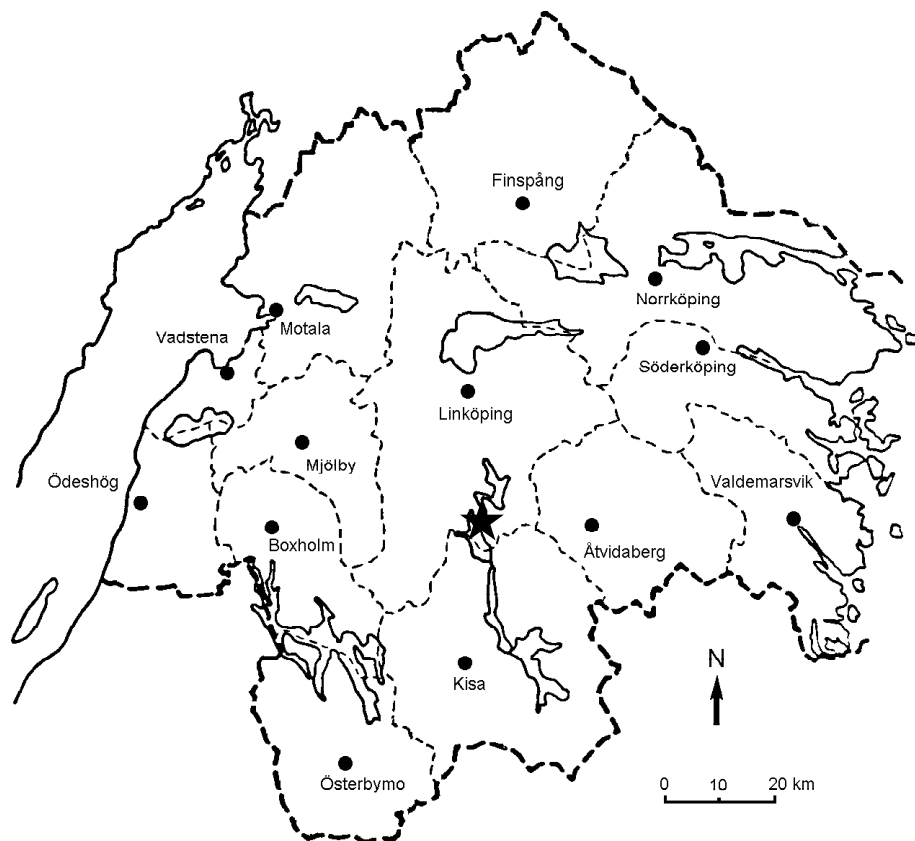 Finspång
Norrköping
Motala
Vadstena
Söderköping
Linköping
Mjölby
Ödeshög
Valdemarsvik
Boxholm
Åtvidaberg
Kisa
N
Österbymo
0 10 20 km